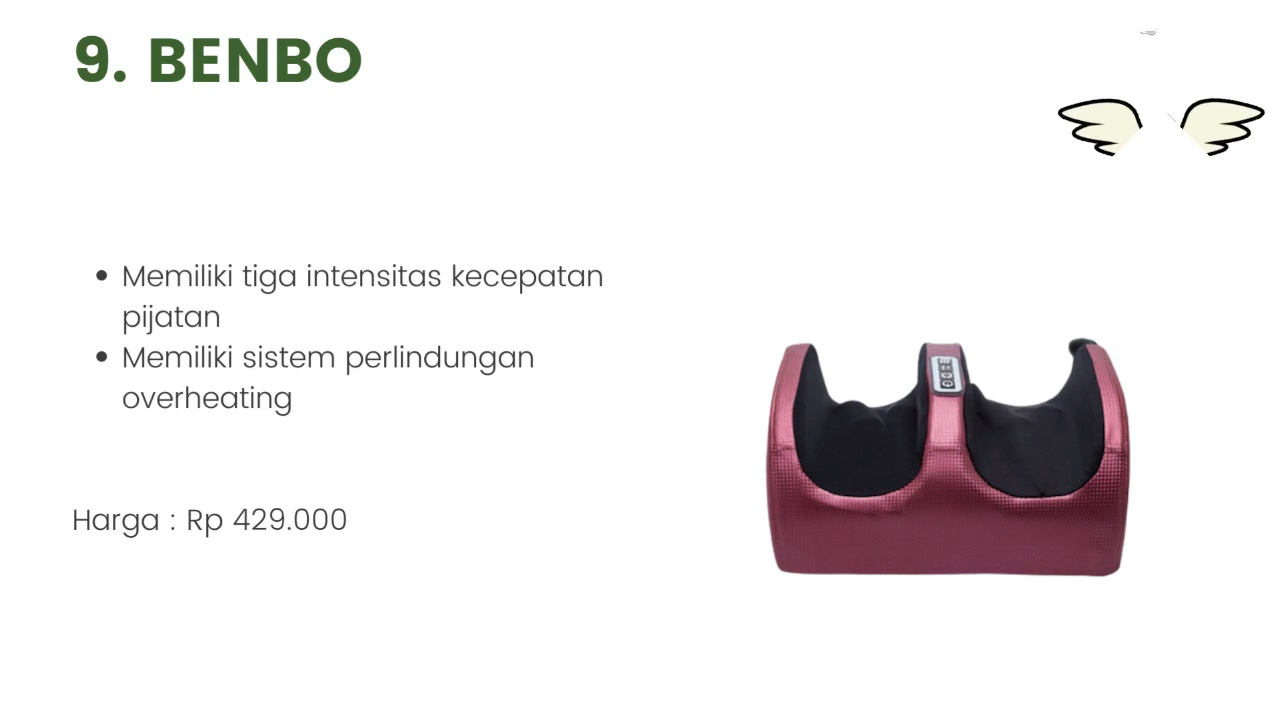 9. BENBO
• Memiliki tiga intensitas kecepatan
pijatan
• Memiliki sistem perlindungan
overheating
Harga : Rp 429.000